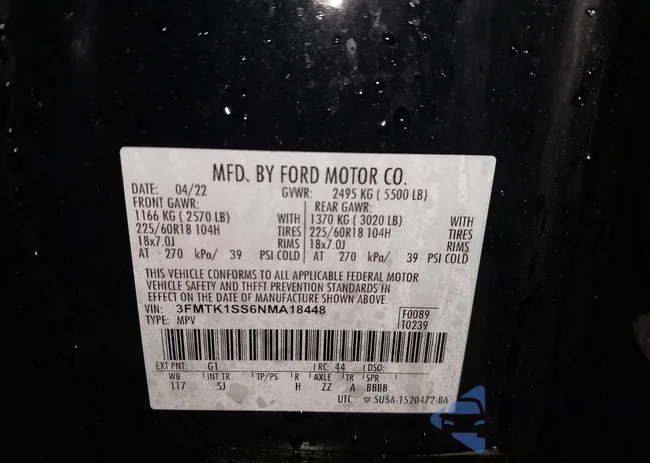 MFD. BY FORD MOTOR CO.
DATE: 04/22 GVWR: 2495 KG ( 5500 LB)
FRONT GAWR: REAR GAWR:
1166 KG ( 2570 LB) WITH 1370 KG ( 3020 LB) WITH
225/60R18 104H TIRES 225/60R18 104H TIRES
18x7.0J RIMS 18x7.0J RIMS
AT 270 kPa/ 39 PSI COLD AT 270 kPa/ 39 PSI COLD
THIS VEHICLE CONFORMS TO ALL APPLICABLE FEDERAL MOTOR
VEHICLE SAFETY AND THEFT PREVENTION STANDARDS IN
EFFECT ON THE DATE OF MANUFACTURE SHOWN ABOVE.
VIN: 3FMTK1SS6NMA18448 F0089
TYPE: MPV T0239
EXT PNT: G1 RC: 44 DSO:
WB INT TR TP/PS R AXLE TR SPR
117 SJ H ZZ A BBBB
UTC 5U5A-1520472-BA